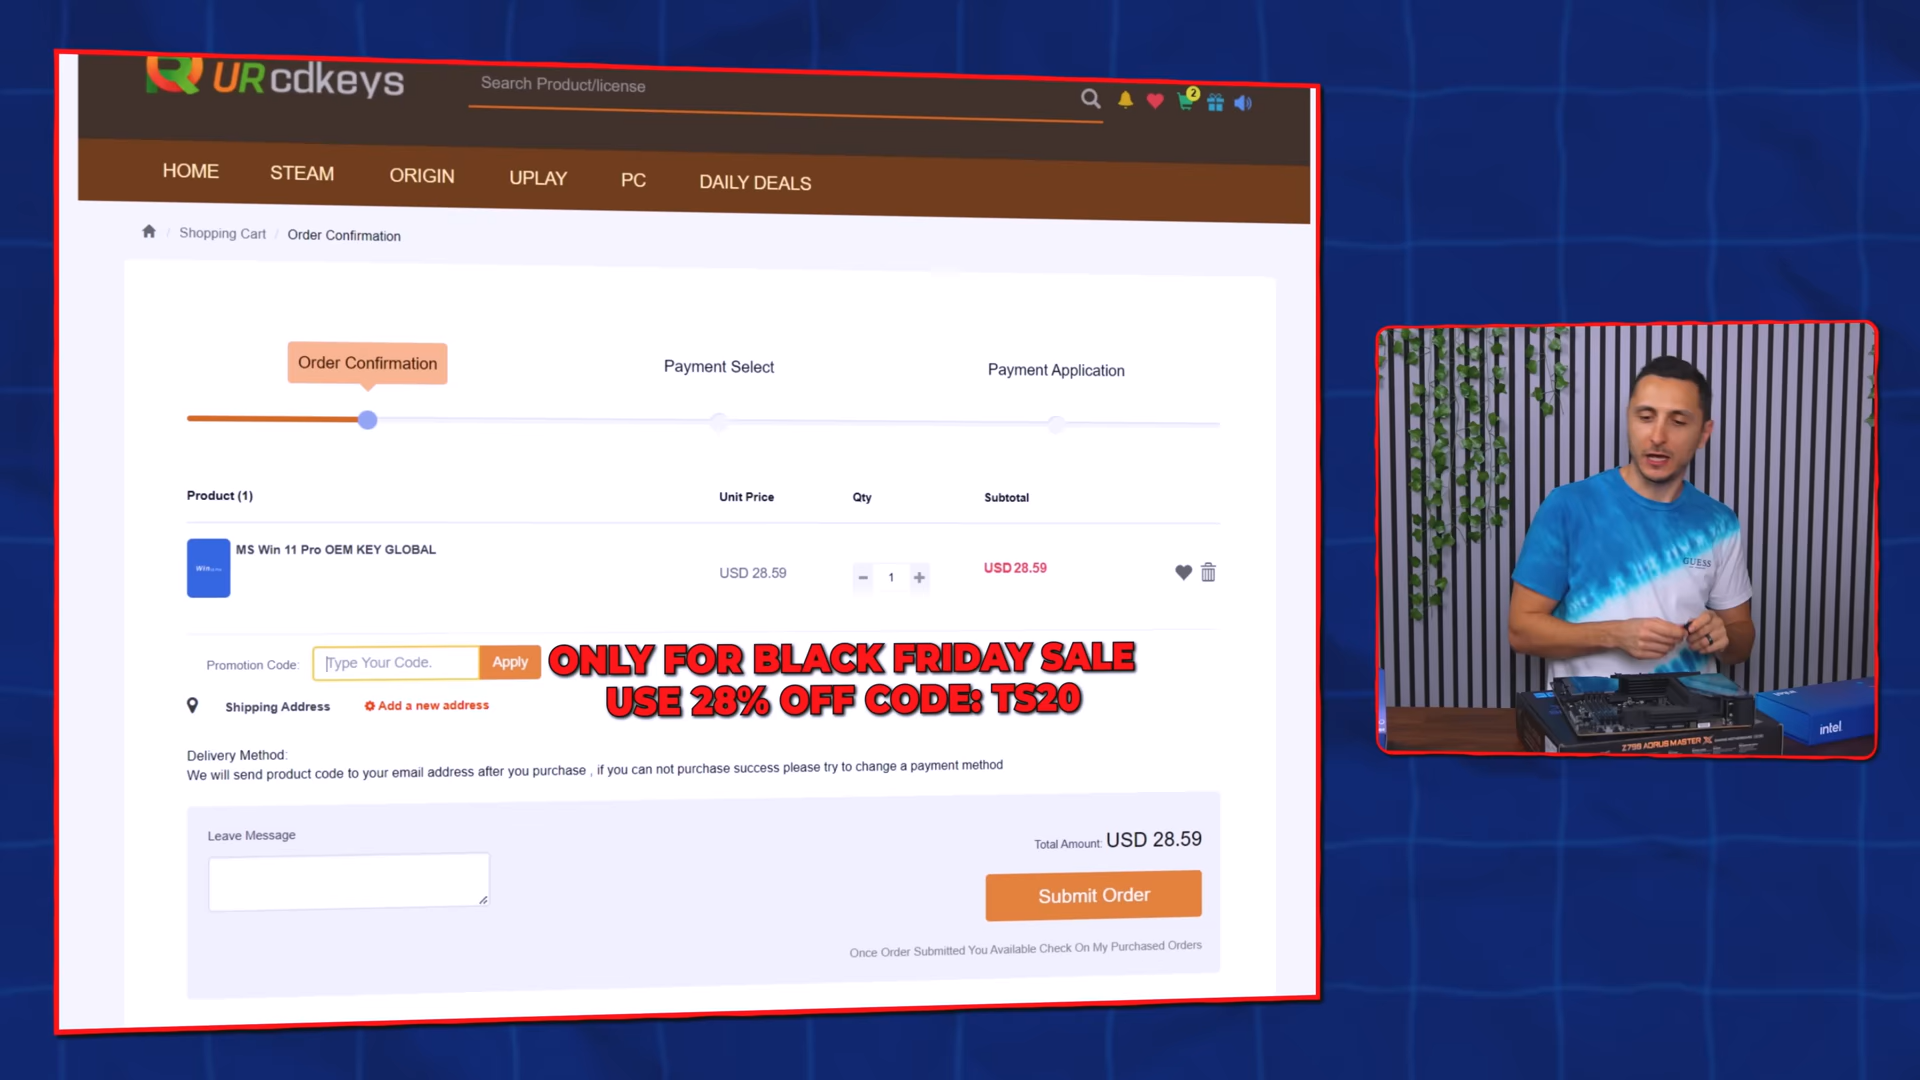 URcdkeys
Search Product/license
2
HOME STEAM ORIGIN UPLAY PC DAILY DEALS
/ Shopping Cart / Order Confirmation
Order Confirmation Payment Select Payment Application
Product (1) Unit Price Qty Subtotal
MS Win 11 Pro OEM KEY GLOBAL
USD 28.59 − 1 + USD 28.59
Promotion Code: Type Your Code. Apply
ONLY FOR BLACK FRIDAY SALE
USE 28% OFF CODE: TS20
Shipping Address Add a new address
Delivery Method:
We will send product code to your email address after you purchase , if you can not purchase success please try to change a payment method
Leave Message
Total Amount: USD 28.59
Submit Order
Once Order Submitted You Available Check On My Purchased Orders
GUESS
intel
Z790 AORUS MASTER X